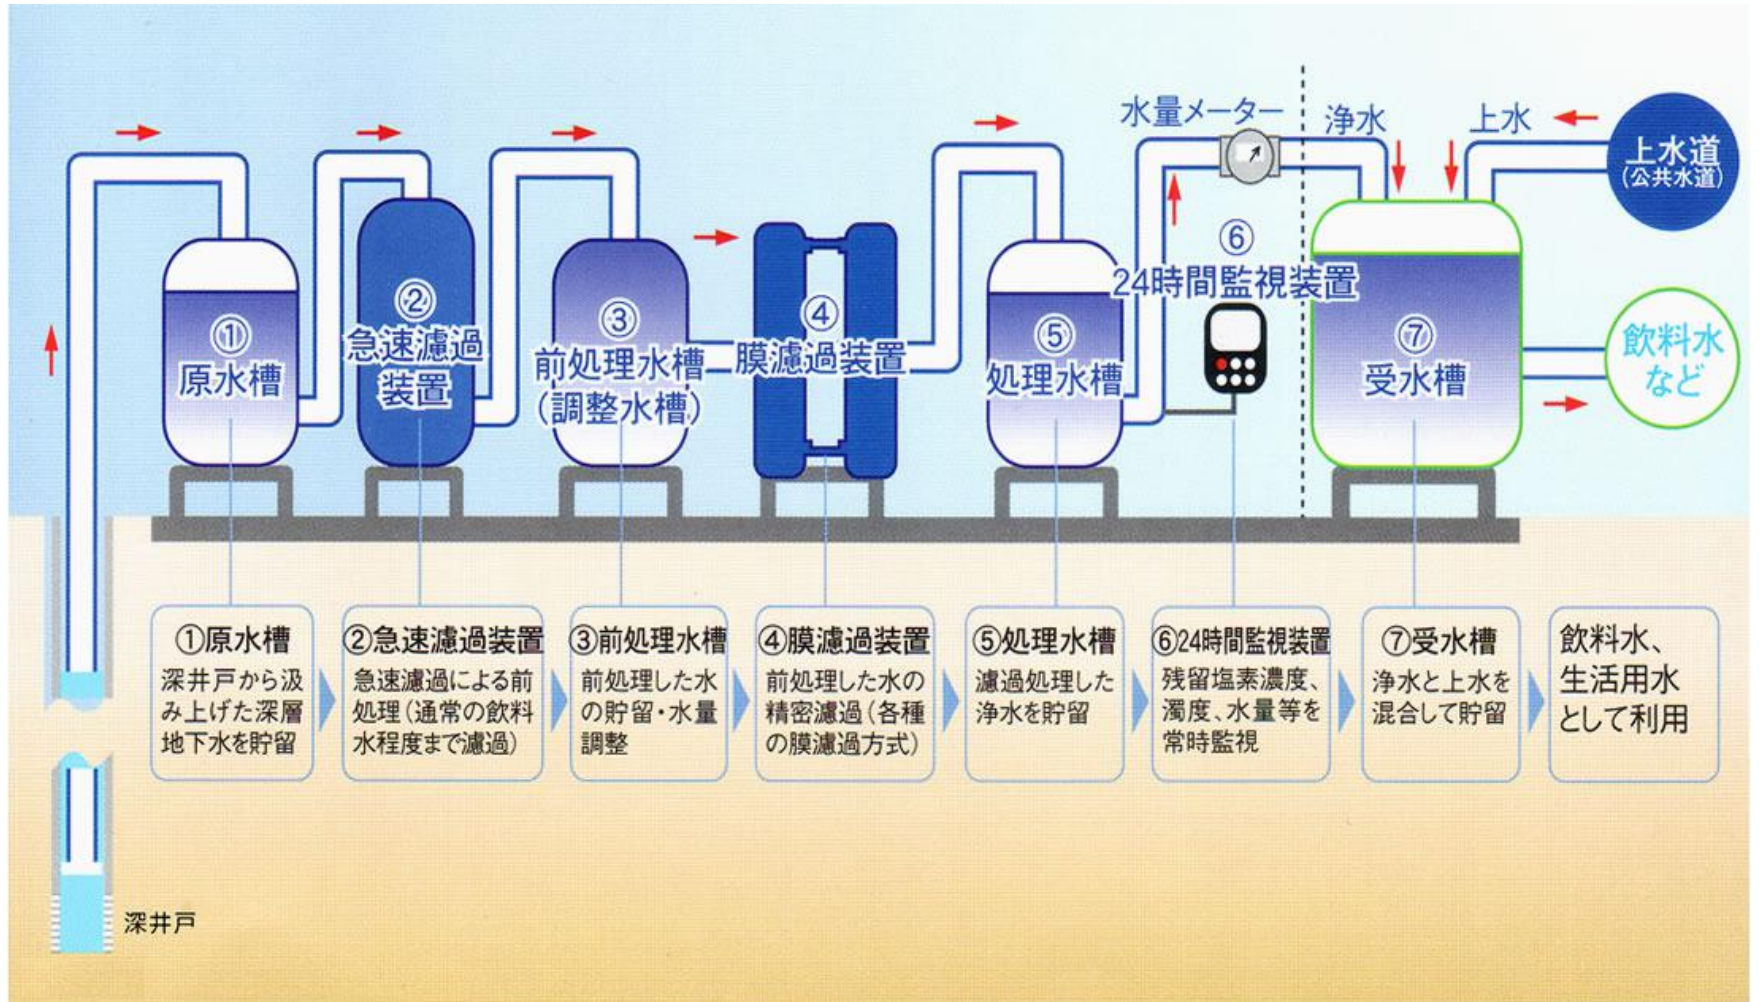 水量メーター
浄水
上水
上水道
(公共水道)
①
原水槽
②
急速濾過
装置
③
前処理水槽
(調整水槽)
④
膜濾過装置
⑤
処理水槽
⑥
24時間監視装置
⑦
受水槽
飲料水
など
①原水槽
深井戸から汲
み上げた深層
地下水を貯留
②急速濾過装置
急速濾過による前
処理(通常の飲料
水程度まで濾過)
③前処理水槽
前処理した水
の貯留・水量
調整
④膜濾過装置
前処理した水の
精密濾過(各種
の膜濾過方式)
⑤処理水槽
濾過処理した
浄水を貯留
⑥24時間監視装置
残留塩素濃度、
濁度、水量等を
常時監視
⑦受水槽
浄水と上水を
混合して貯留
飲料水、
生活用水
として利用
深井戸